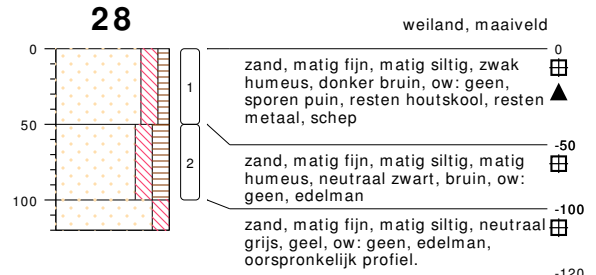 28
weiland, maaiveld
0
0
zand, matig fijn, matig siltig, zwak
humeus, donker bruin, ow: geen,
sporen puin, resten houtskool, resten
metaal, schep
1
50
-50
zand, matig fijn, matig siltig, matig
humeus, neutraal zwart, bruin, ow:
geen, edelman
2
100
-100
zand, matig fijn, matig siltig, neutraal
grijs, geel, ow: geen, edelman,
oorspronkelijk profiel.
-120